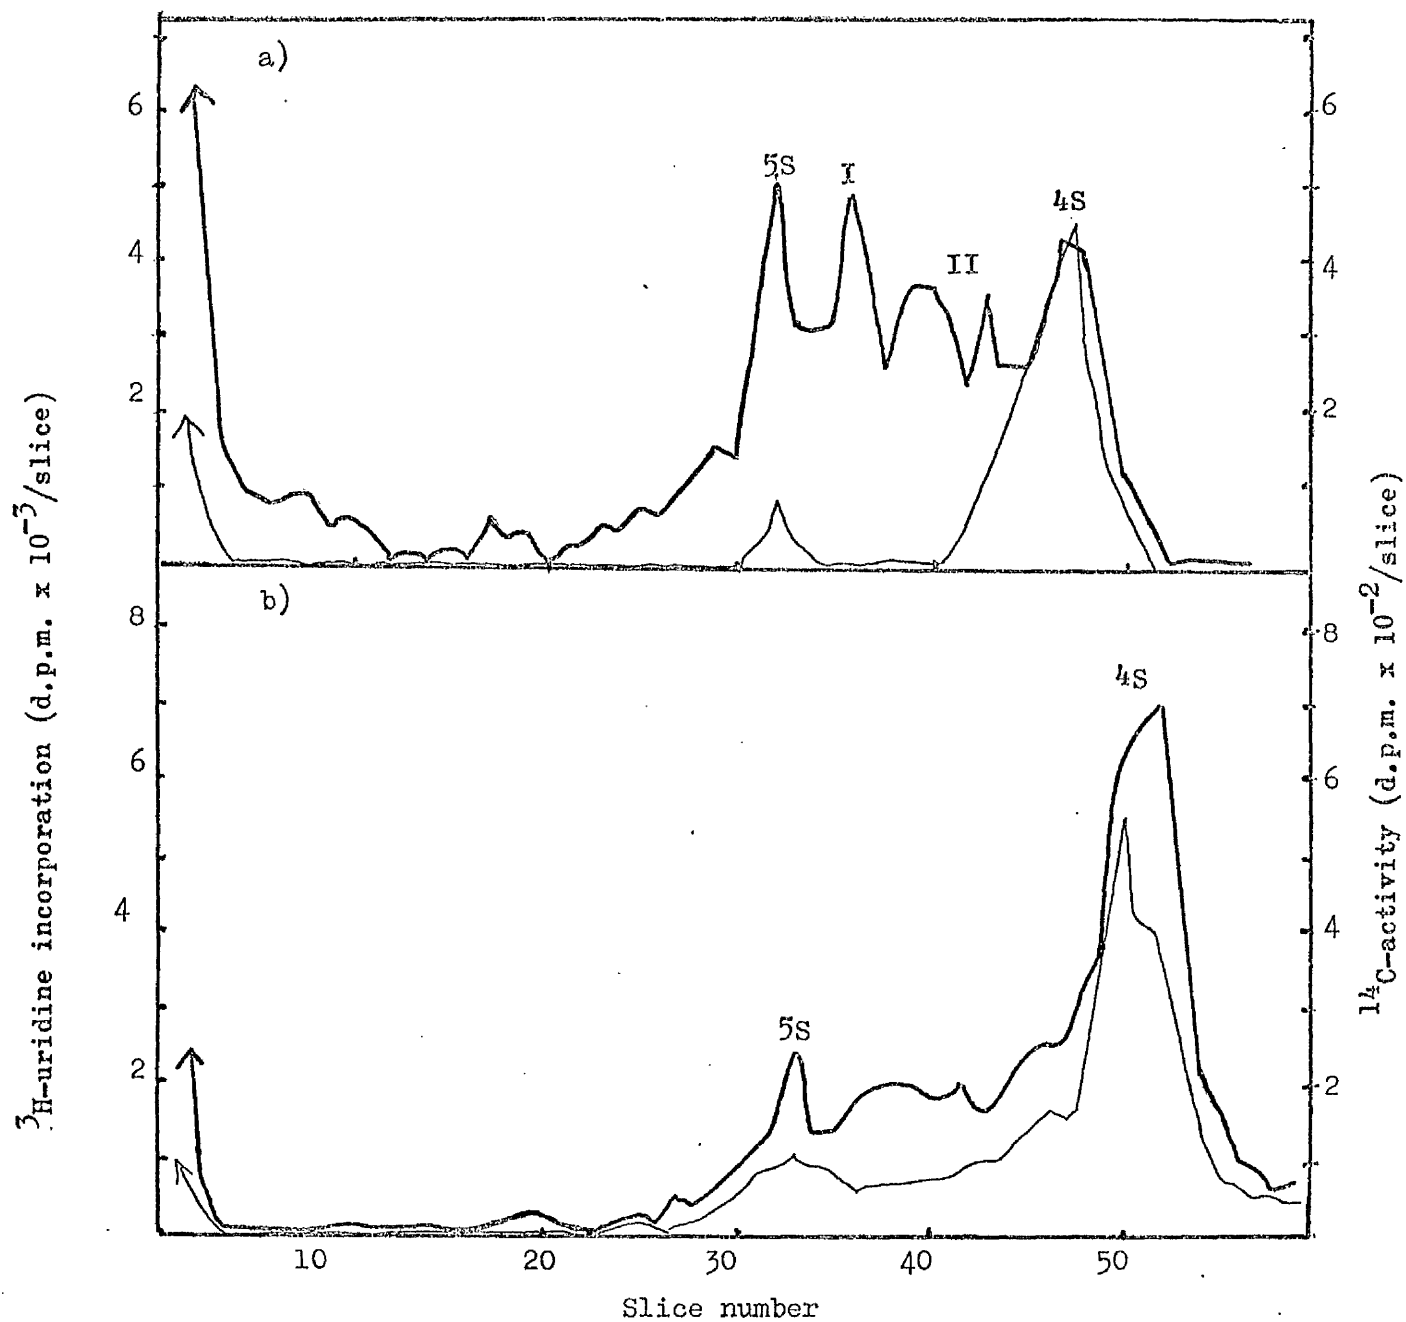 a)
6
6
5S
I
4S
II
4
4
2
2
b)
8
8
4S
6
6
4
4
5S
2
2
10 20 30 40 50
Slice number
³H-uridine incorporation (d.p.m. x 10⁻³/slice)
¹⁴C-activity (d.p.m. x 10⁻²/slice)